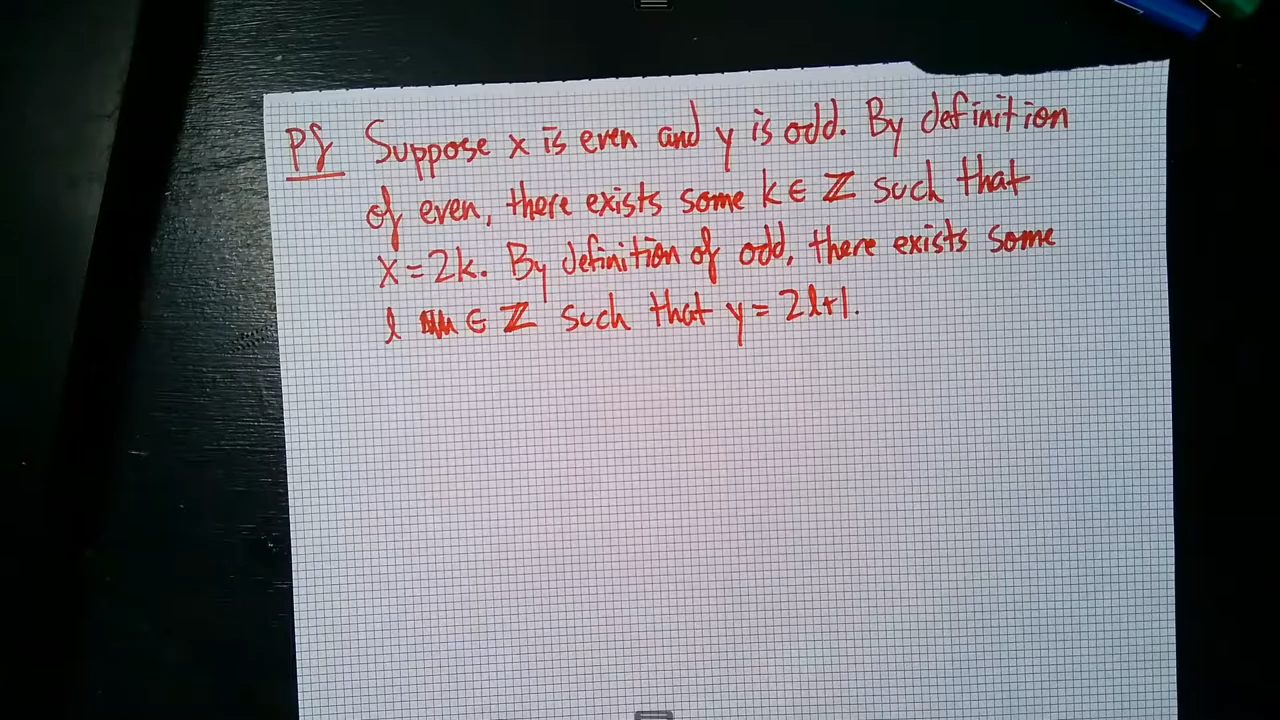 Pf Suppose x is even and y is odd. By definition
of even, there exists some k ∈ ℤ such that
x = 2k. By definition of odd, there exists some
l ∈ ℤ such that y = 2l+1.